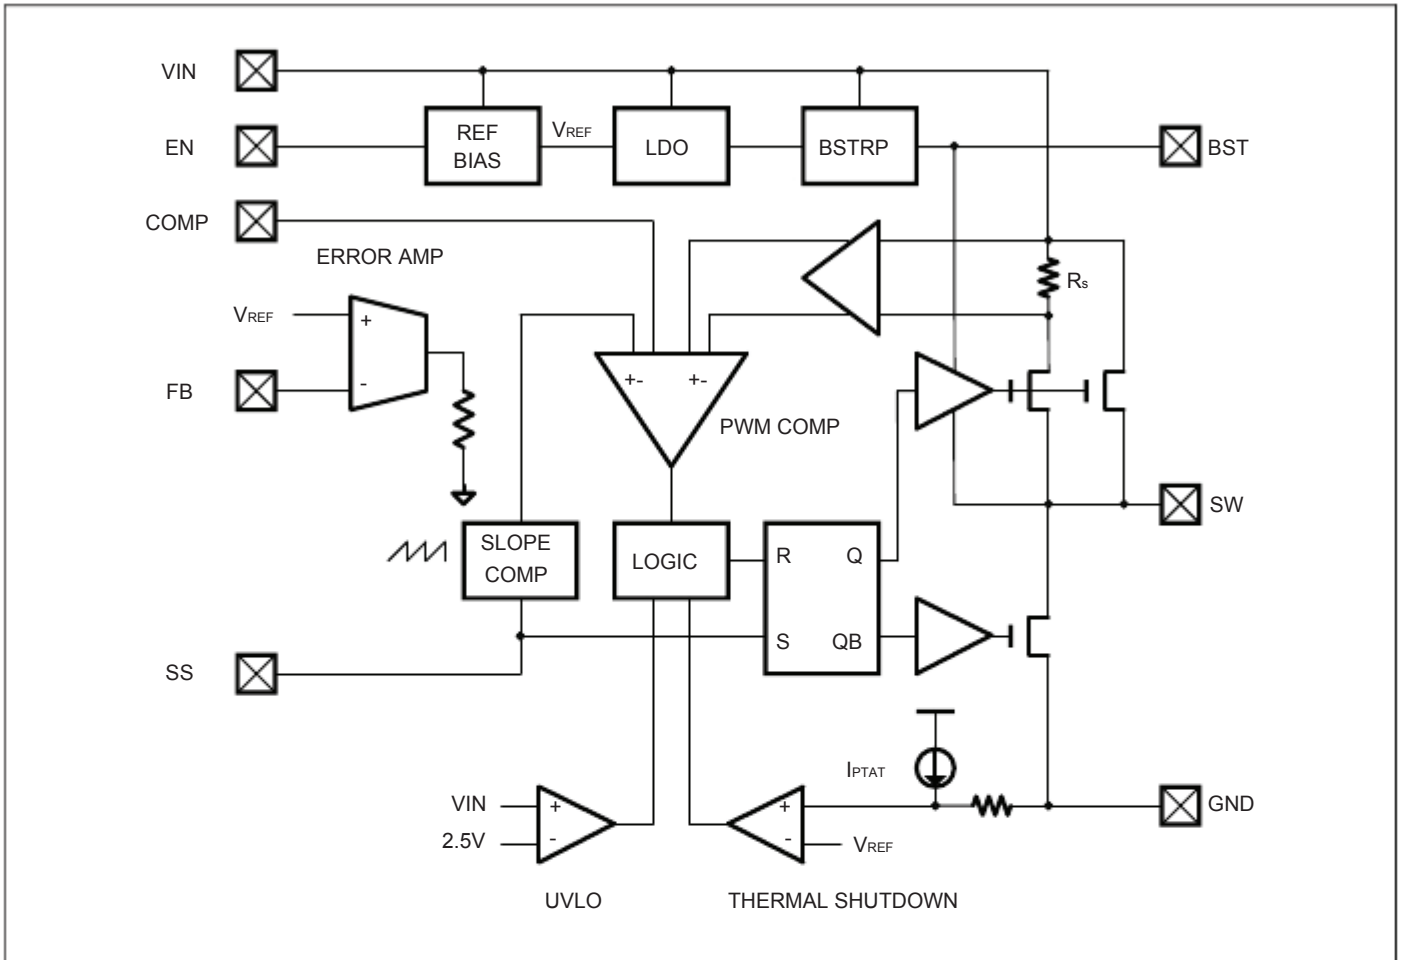 VIN
EN
REF
BIAS
VREF
LDO
BSTRP
BST
COMP
ERROR AMP
Rs
VREF
+
-
FB
+-
+-
PWM COMP
SW
SLOPE
COMP
LOGIC
R
Q
S
QB
SS
IPTAT
VIN
+
2.5V
-
+
-
VREF
GND
UVLO
THERMAL SHUTDOWN